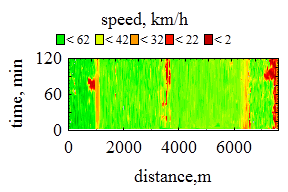 speed, km/h
< 62 < 42 < 32 < 22 < 2
time, min
120
60
0
0 2000 4000 6000
distance,m